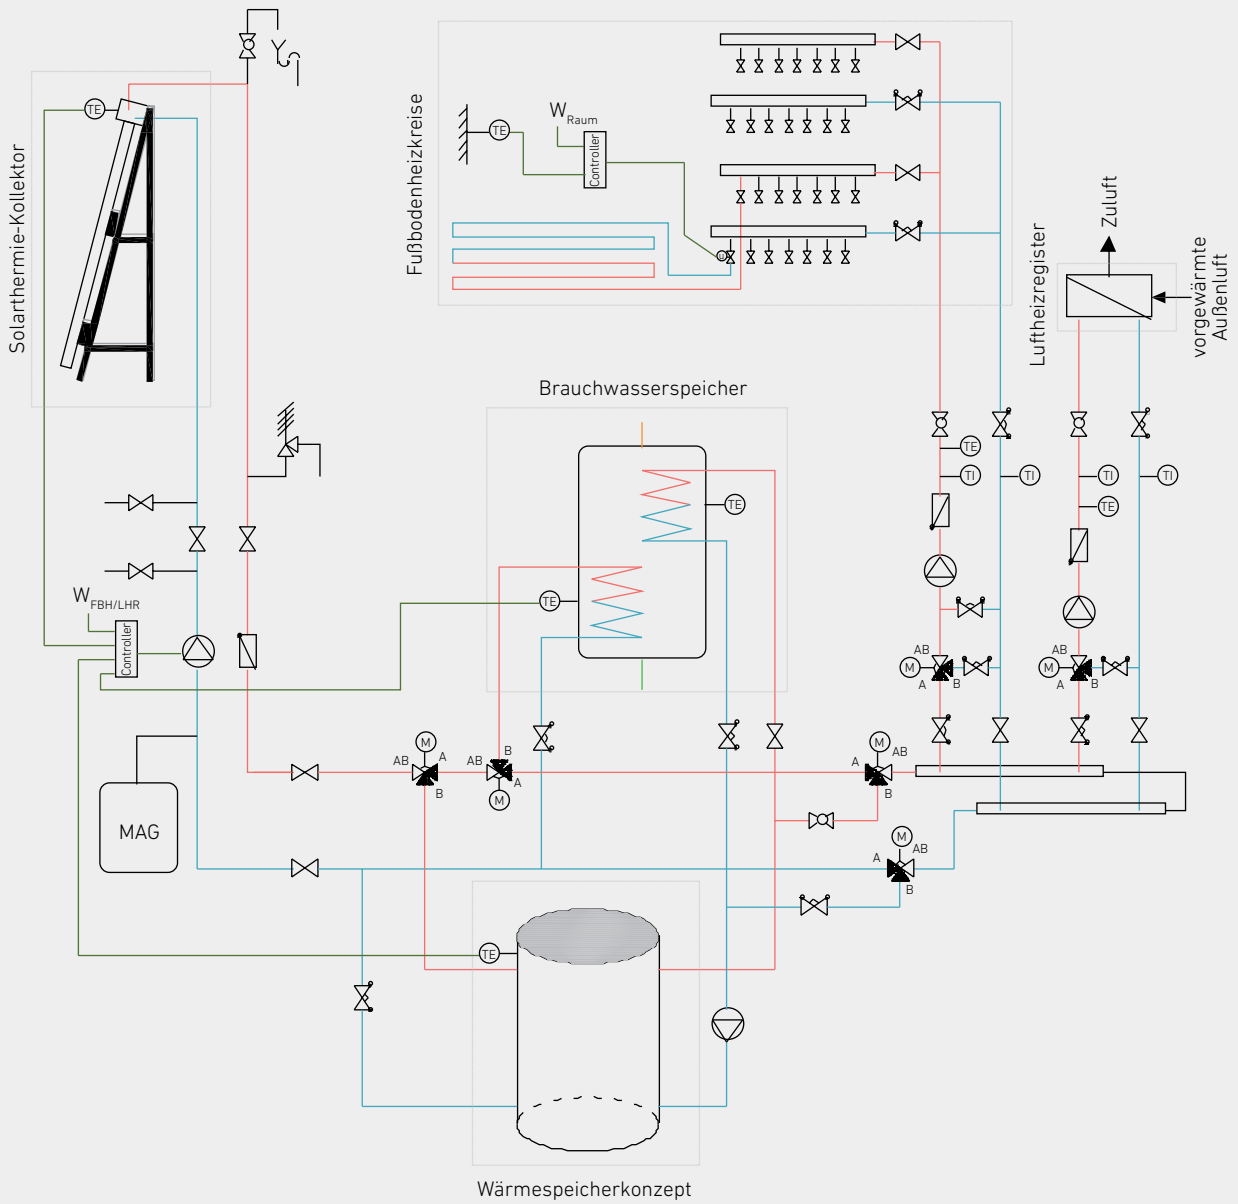 Solarthermie-Kollektor
TE
Fußbodenheizkreise
TE
W Raum
Controller
u
Luftheizregister
Zuluft
vorgewärmte
Außenluft
Brauchwasserspeicher
TE
TE
TE
TI
TI
TI
TI
TE
W FBH/LHR
Controller
AB
M
A
B
AB
M
A
B
MAG
M
A
AB
B
B
AB
A
M
M
AB
A
B
M
AB
A
B
TE
Wärmespeicherkonzept